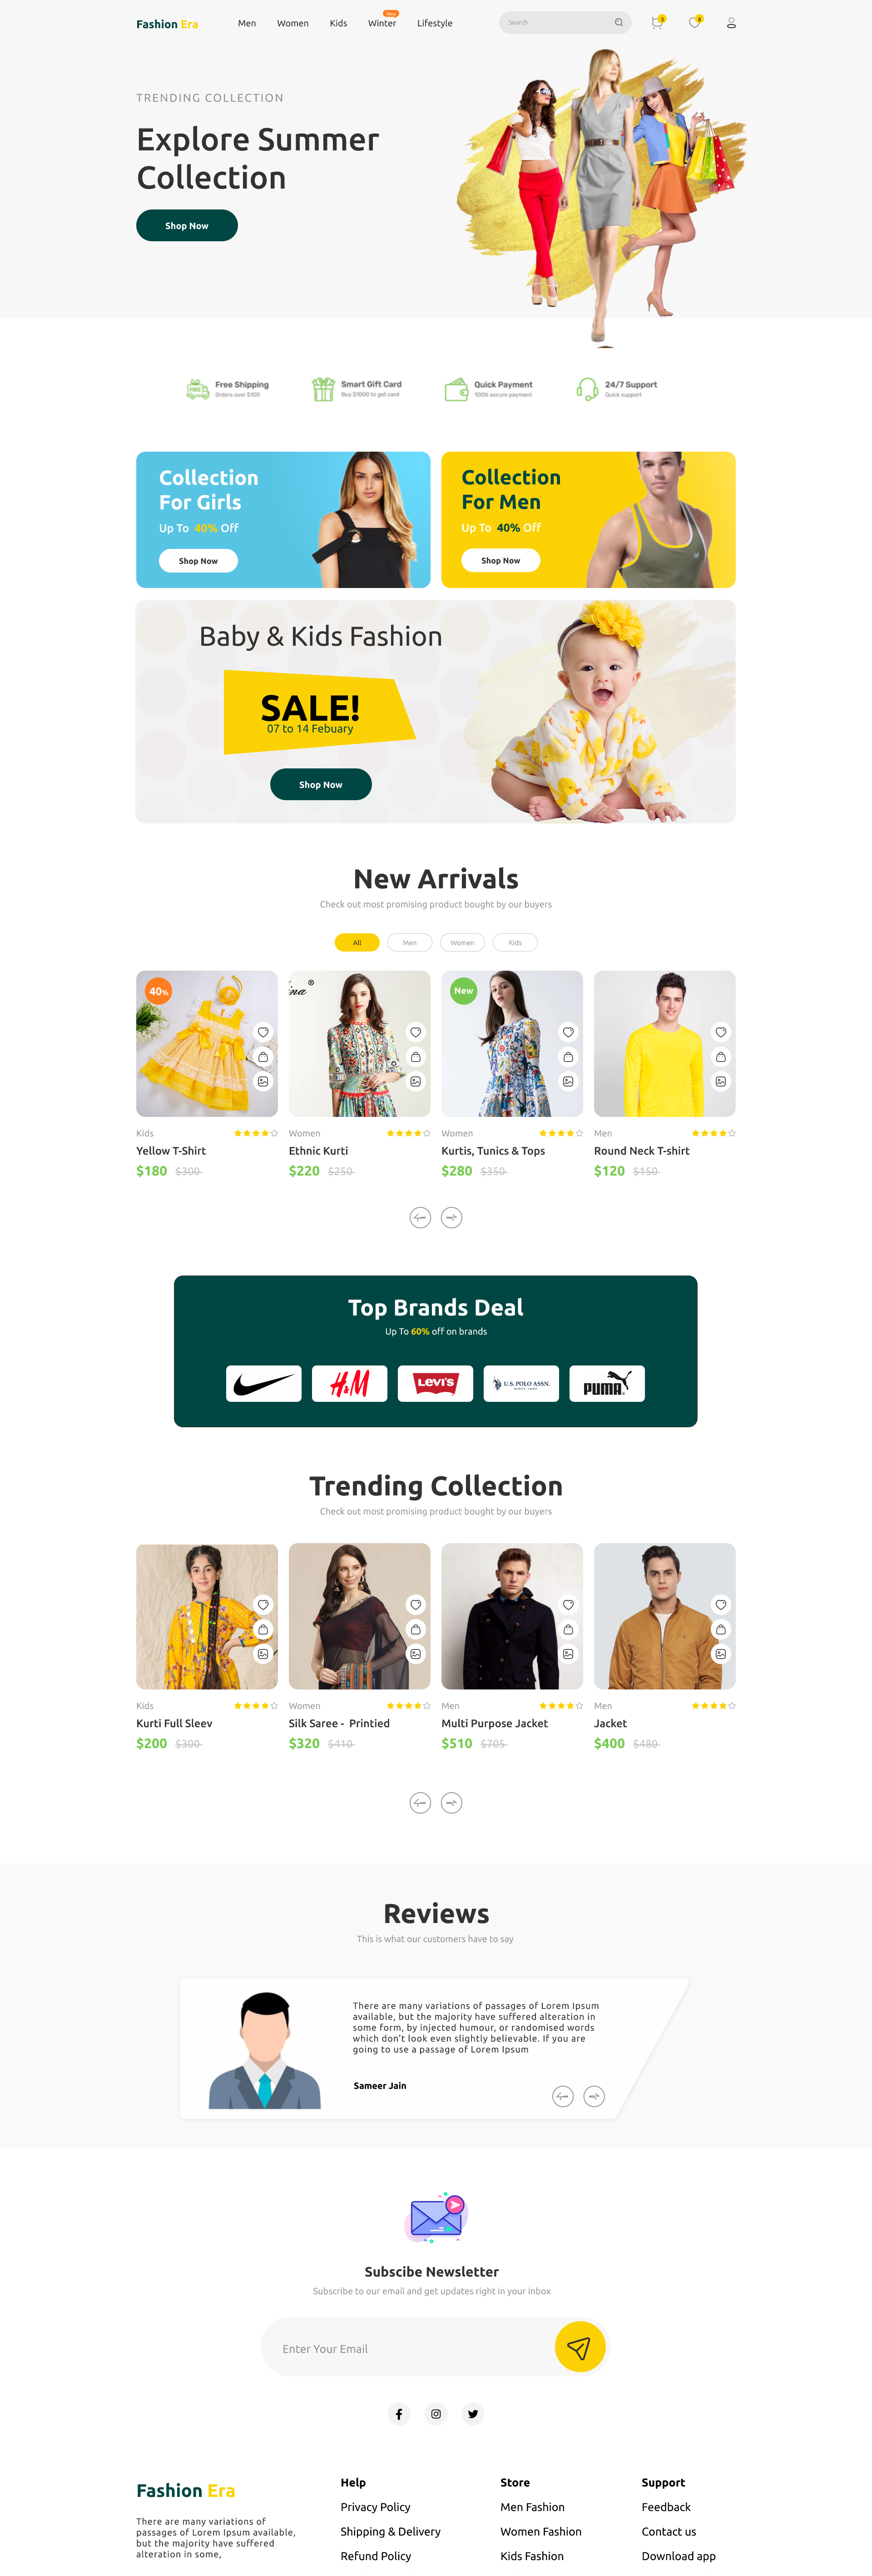 Fashion Era
Men
Women
Kids
Winter
Lifestyle
Search
3
TRENDING COLLECTION
Explore Summer
Collection
Shop Now
FREE
Free Shipping
Orders over $100
Smart Gift Card
Buy $1000 to get card
Quick Payment
100% secure payment
24/7 Support
Quick support
Collection
For Girls
Up To 40% Off
Shop Now
Collection
For Men
Up To 40% Off
Shop Now
Baby & Kids Fashion
SALE!
07 to 14 Febuary
Shop Now
New Arrivals
Check out most promising product bought by our buyers
All
Men
Women
Kids
40%
Kids
Yellow T-Shirt
$180 $300
ina ®
Women
Ethnic Kurti
$220 $250
New
Women
Kurtis, Tunics & Tops
$280 $350
Men
Round Neck T-shirt
$120 $150
Top Brands Deal
Up To 60% off on brands
H&M
Levi's
U.S. POLO ASSN.
SINCE 1890
PUMA
Trending Collection
Check out most promising product bought by our buyers
Kids
Kurti Full Sleev
$200 $300
Women
Silk Saree - Printied
$320 $410
Men
Multi Purpose Jacket
$510 $705
Men
Jacket
$400 $480
Reviews
This is what our customers have to say
There are many variations of passages of Lorem Ipsum
available, but the majority have suffered alteration in
some form, by injected humour, or randomised words
which don't look even slightly believable. If you are
going to use a passage of Lorem Ipsum
Sameer Jain
Subscibe Newsletter
Subscribe to our email and get updates right in your inbox
Enter Your Email
Fashion Era
There are many variations of
passages of Lorem Ipsum available,
but the majority have suffered
alteration in some,
Help
Privacy Policy
Shipping & Delivery
Refund Policy
Store
Men Fashion
Women Fashion
Kids Fashion
Support
Feedback
Contact us
Download app